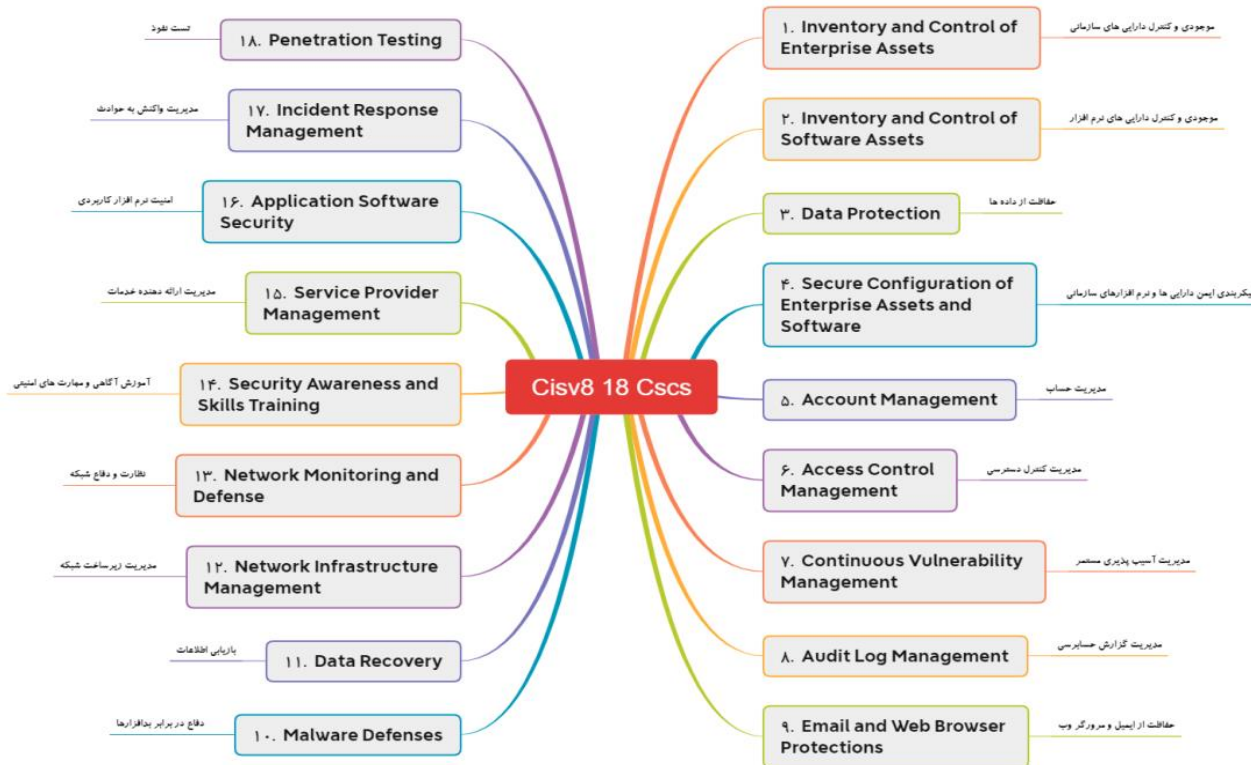 Cisv8 18 Cscs
۱. Inventory and Control of
Enterprise Assets
موجودی و کنترل دارایی های سازمانی
۲. Inventory and Control of
Software Assets
موجودی و کنترل دارایی های نرم افزار
۳. Data Protection
حفاظت از داده ها
۴. Secure Configuration of
Enterprise Assets and
Software
یکربندی ایمن دارایی ها و نرم افزارهای سازمانی
۵. Account Management
مدیریت حساب
۶. Access Control
Management
مدیریت کنترل دسترسی
۷. Continuous Vulnerability
Management
مدیریت آسیب پذیری مستمر
۸. Audit Log Management
مدیریت گزارش حسابرسی
۹. Email and Web Browser
Protections
حفاظت از ایمیل و مرورگر وب
۱۰. Malware Defenses
دفاع در برابر بدافزارها
۱۱. Data Recovery
بازیابی اطلاعات
۱۲. Network Infrastructure
Management
مدیریت زیرساخت شبکه
۱۳. Network Monitoring and
Defense
نظارت و دفاع شبکه
۱۴. Security Awareness and
Skills Training
آموزش آگاهی و مهارت های امنیتی
۱۵. Service Provider
Management
مدیریت ارائه دهنده خدمات
۱۶. Application Software
Security
امنیت نرم افزار کاربردی
۱۷. Incident Response
Management
مدیریت واکنش به حوادث
۱۸. Penetration Testing
تست نفوذ